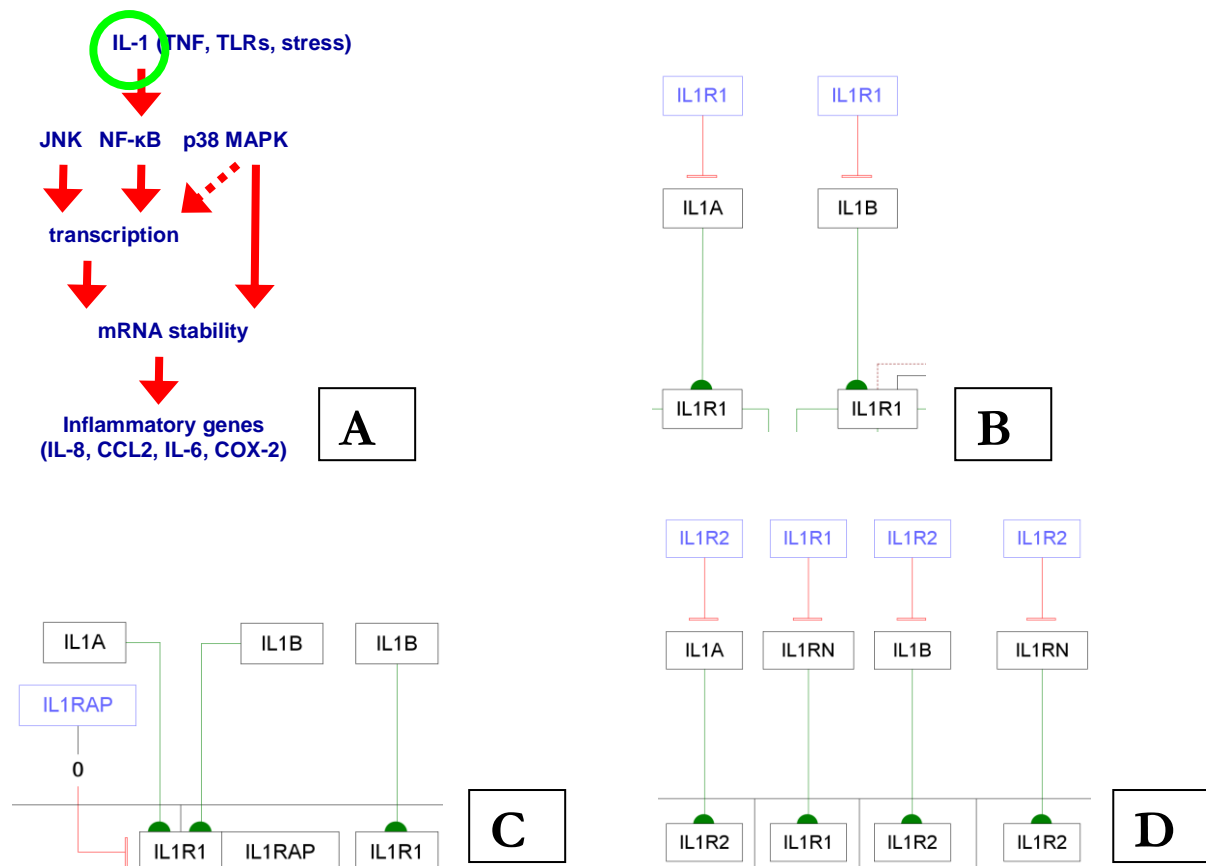 IL-1 (TNF, TLRs, stress)
JNK NF-κB p38 MAPK
transcription
mRNA stability
Inflammatory genes
(IL-8, CCL2, IL-6, COX-2)
A
IL1R1 IL1R1
IL1A IL1B
IL1R1 IL1R1
B
IL1A IL1B IL1B
IL1RAP
0
IL1R1 IL1RAP IL1R1
C
IL1R2 IL1R1 IL1R2 IL1R2
IL1A IL1RN IL1B IL1RN
IL1R2 IL1R1 IL1R2 IL1R2
D